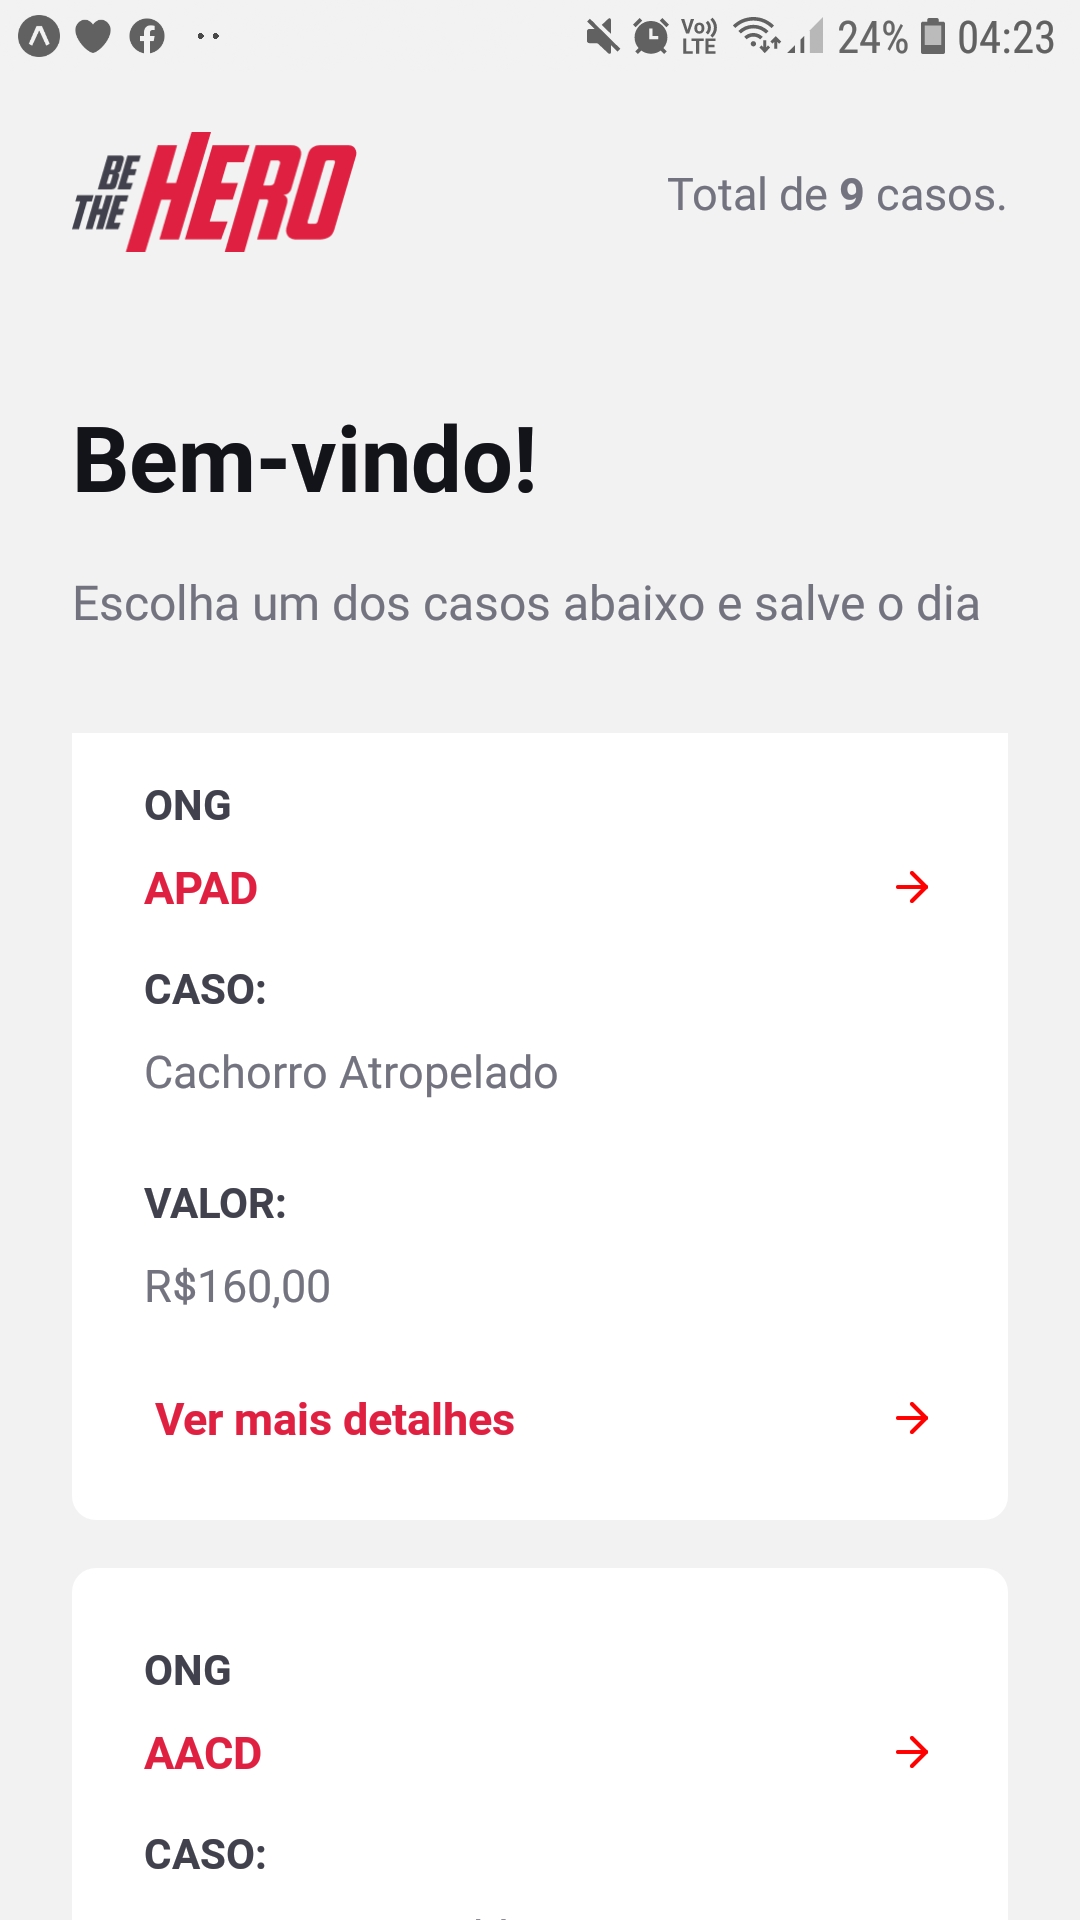 Vo)) LTE 24% 04:23
BE THE HERO
Total de 9 casos.
Bem-vindo!
Escolha um dos casos abaixo e salve o dia
ONG
APAD
CASO:
Cachorro Atropelado
VALOR:
R$160,00
Ver mais detalhes
ONG
AACD
CASO: